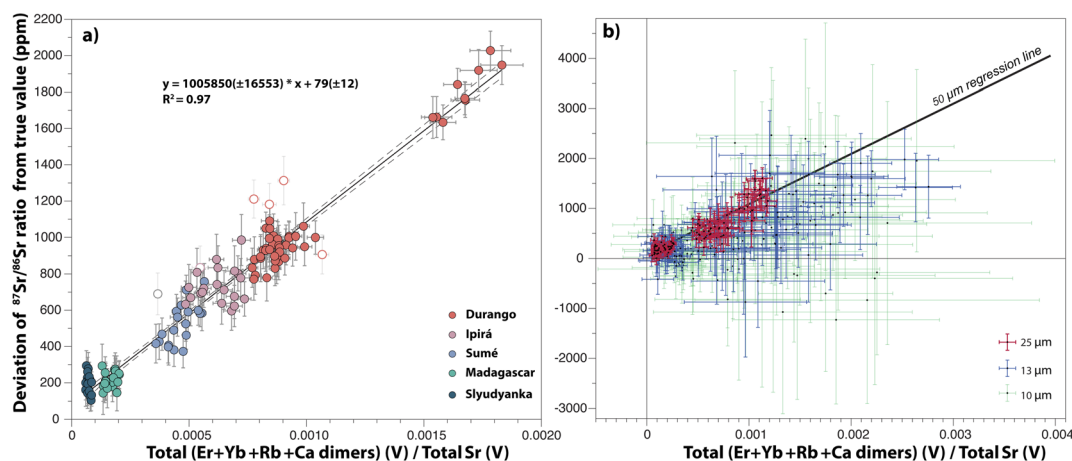 a)
Deviation of ⁸⁷Sr/⁸⁶Sr ratio from true value (ppm)
2200
2000
1800
1600
1400
1200
1000
800
600
400
200
0
y = 1005850(±16553) * x + 79(±12)
R² = 0.97
Durango
Ipirá
Sumé
Madagascar
Slyudyanka
0
0.0005
0.0010
0.0015
0.0020
Total (Er+Yb+Rb+Ca dimers) (V) / Total Sr (V)
b)
4000
3000
2000
1000
0
-1000
-2000
-3000
50 µm regression line
25 µm
13 µm
10 µm
0
0.001
0.002
0.003
0.004
Total (Er+Yb+Rb+Ca dimers) (V) / Total Sr (V)